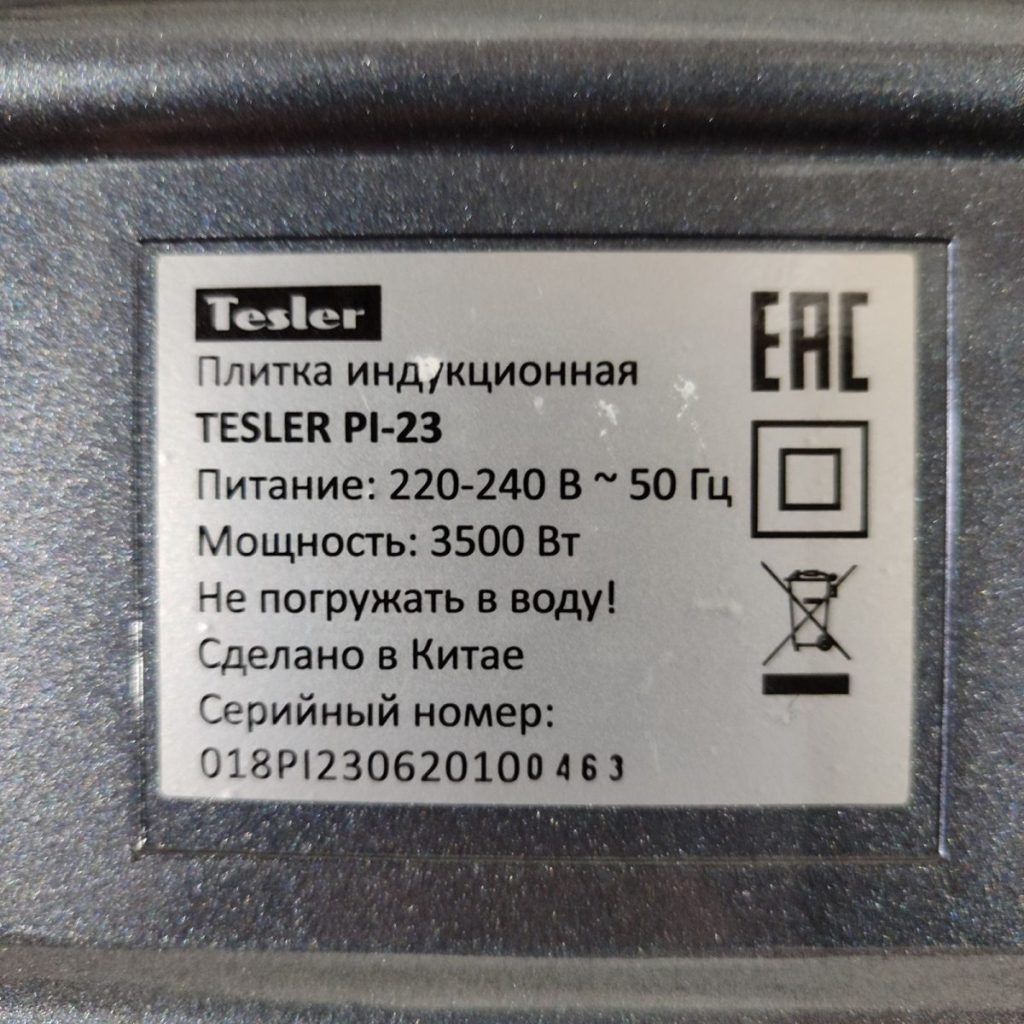 Tesler
Плитка индукционная
TESLER PI-23
Питание: 220-240 В ~ 50 Гц
Мощность: 3500 Вт
Не погружать в воду!
Сделано в Китае
Серийный номер:
018PI230620100463
EAC